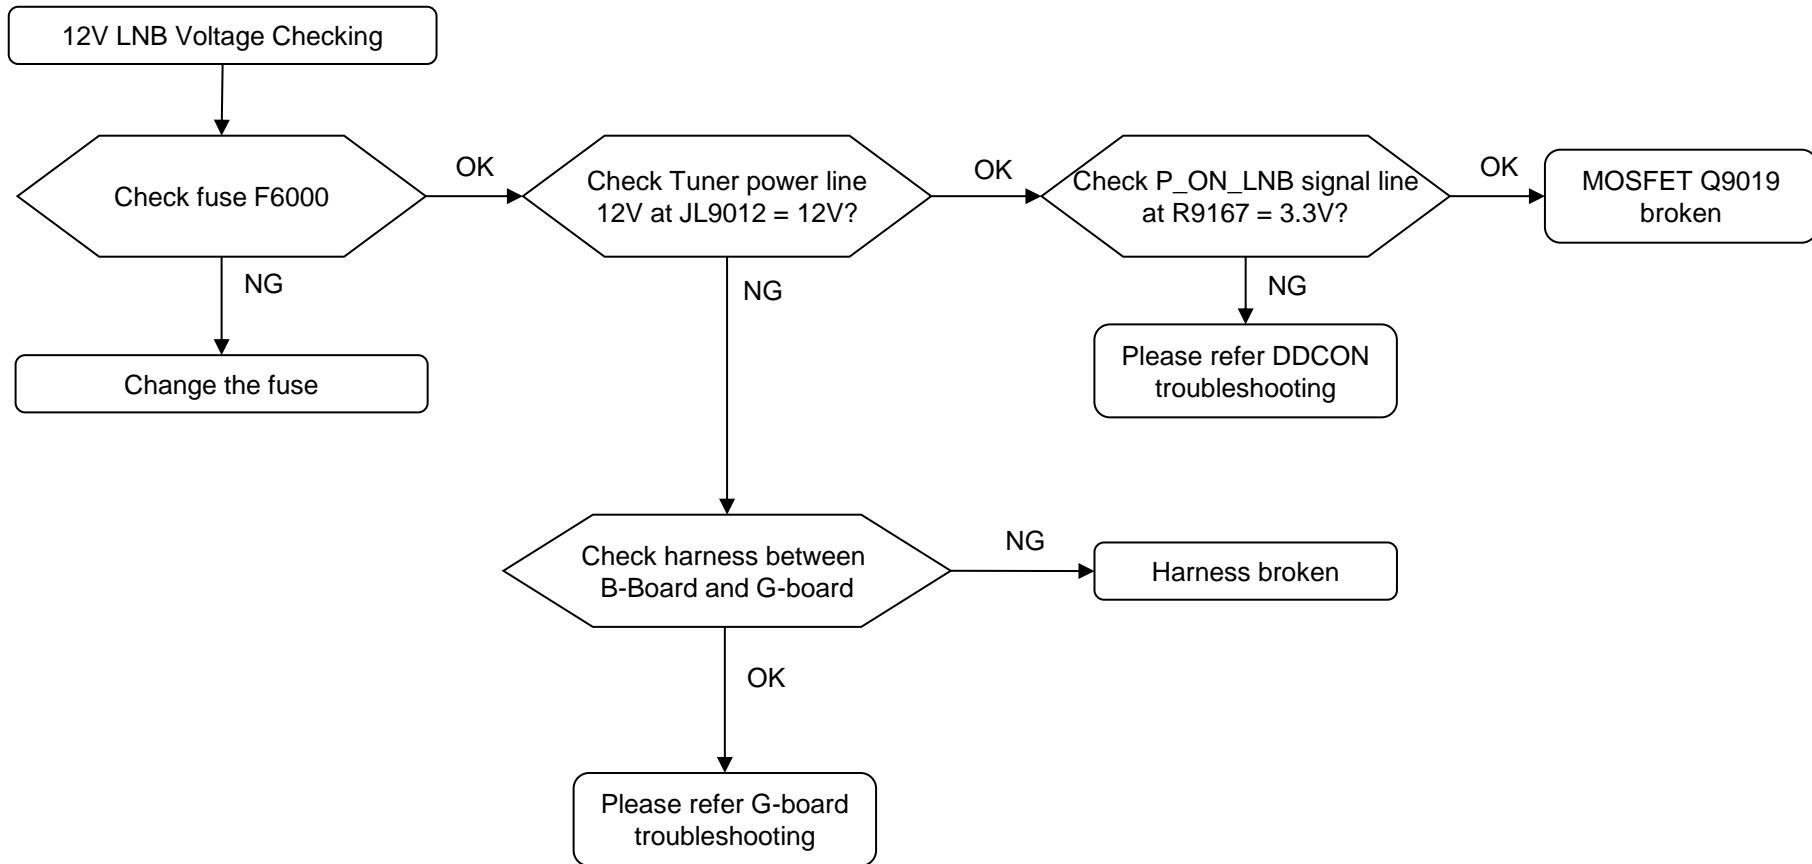 12V LNB Voltage Checking
Check fuse F6000
OK
Check Tuner power line
12V at JL9012 = 12V?
OK
Check P_ON_LNB signal line
at R9167 = 3.3V?
OK
MOSFET Q9019
broken
NG
Change the fuse
NG
NG
Please refer DDCON
troubleshooting
Check harness between
B-Board and G-board
NG
Harness broken
OK
Please refer G-board
troubleshooting